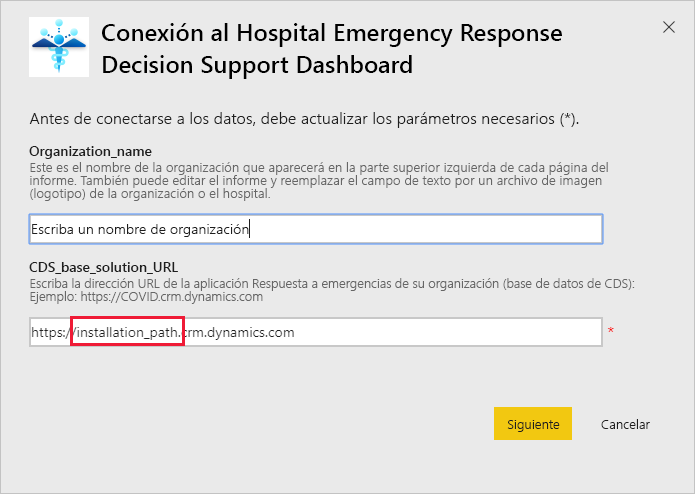 Conexión al Hospital Emergency Response
Decision Support Dashboard
Antes de conectarse a los datos, debe actualizar los parámetros necesarios (*).
Organization_name
Este es el nombre de la organización que aparecerá en la parte superior izquierda de cada página del
informe. También puede editar el informe y reemplazar el campo de texto por un archivo de imagen
(logotipo) de la organización o el hospital.
Escriba un nombre de organización
CDS_base_solution_URL
Escriba la dirección URL de la aplicación Respuesta a emergencias de su organización (base de datos de CDS):
Ejemplo: https://COVID.crm.dynamics.com
https://installation_path.crm.dynamics.com *
Siguiente Cancelar